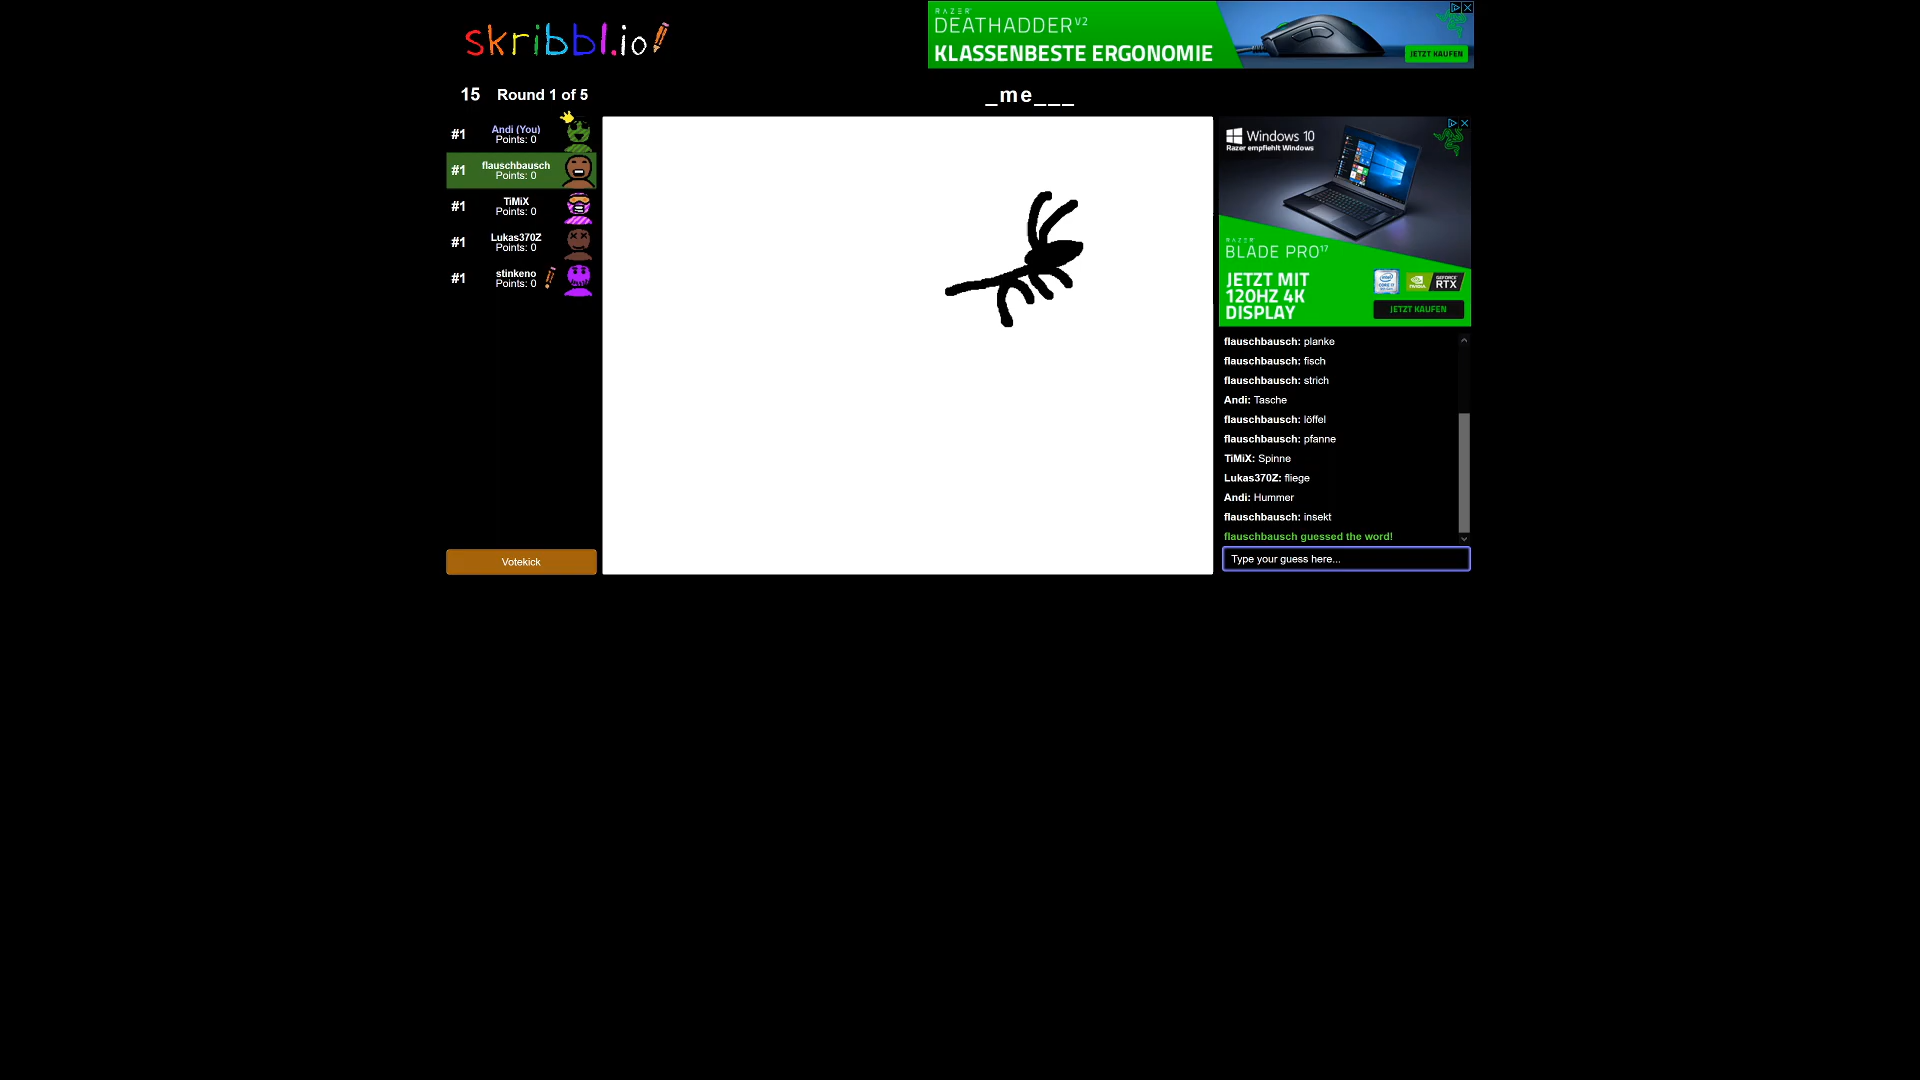 skribbl.io
RAZER
DEATHADDER V2
KLASSENBESTE ERGONOMIE
JETZT KAUFEN
15 Round 1 of 5
_me___
#1 Andi (You)
Points: 0
#1 flauschbausch
Points: 0
#1 TiMiX
Points: 0
#1 Lukas370Z
Points: 0
#1 stinkeno
Points: 0
Votekick
Windows 10
Razer empfiehlt Windows
RAZER
BLADE PRO 17
JETZT MIT
120HZ 4K
DISPLAY
GEFORCE
RTX
JETZT KAUFEN
flauschbausch: planke
flauschbausch: fisch
flauschbausch: strich
Andi: Tasche
flauschbausch: löffel
flauschbausch: pfanne
TiMiX: Spinne
Lukas370Z: fliege
Andi: Hummer
flauschbausch: insekt
flauschbausch guessed the word!
Type your guess here...